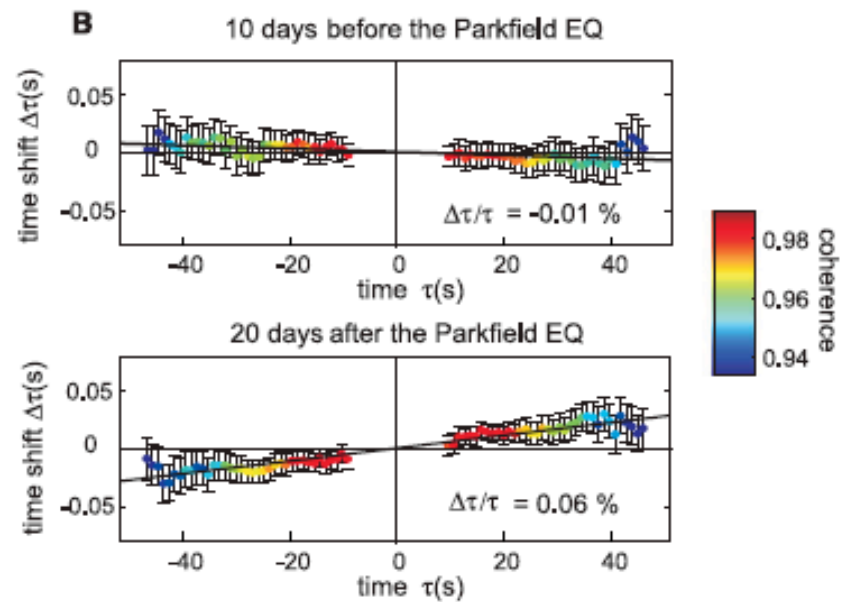 B
10 days before the Parkfield EQ
time shift Δτ(s)
0.05
0
−0.05
Δτ/τ = -0.01 %
−40
−20
0
20
40
time τ(s)
20 days after the Parkfield EQ
time shift Δτ(s)
0.05
0
−0.05
Δτ/τ = 0.06 %
−40
−20
0
20
40
time τ(s)
0.98
0.96
0.94
coherence